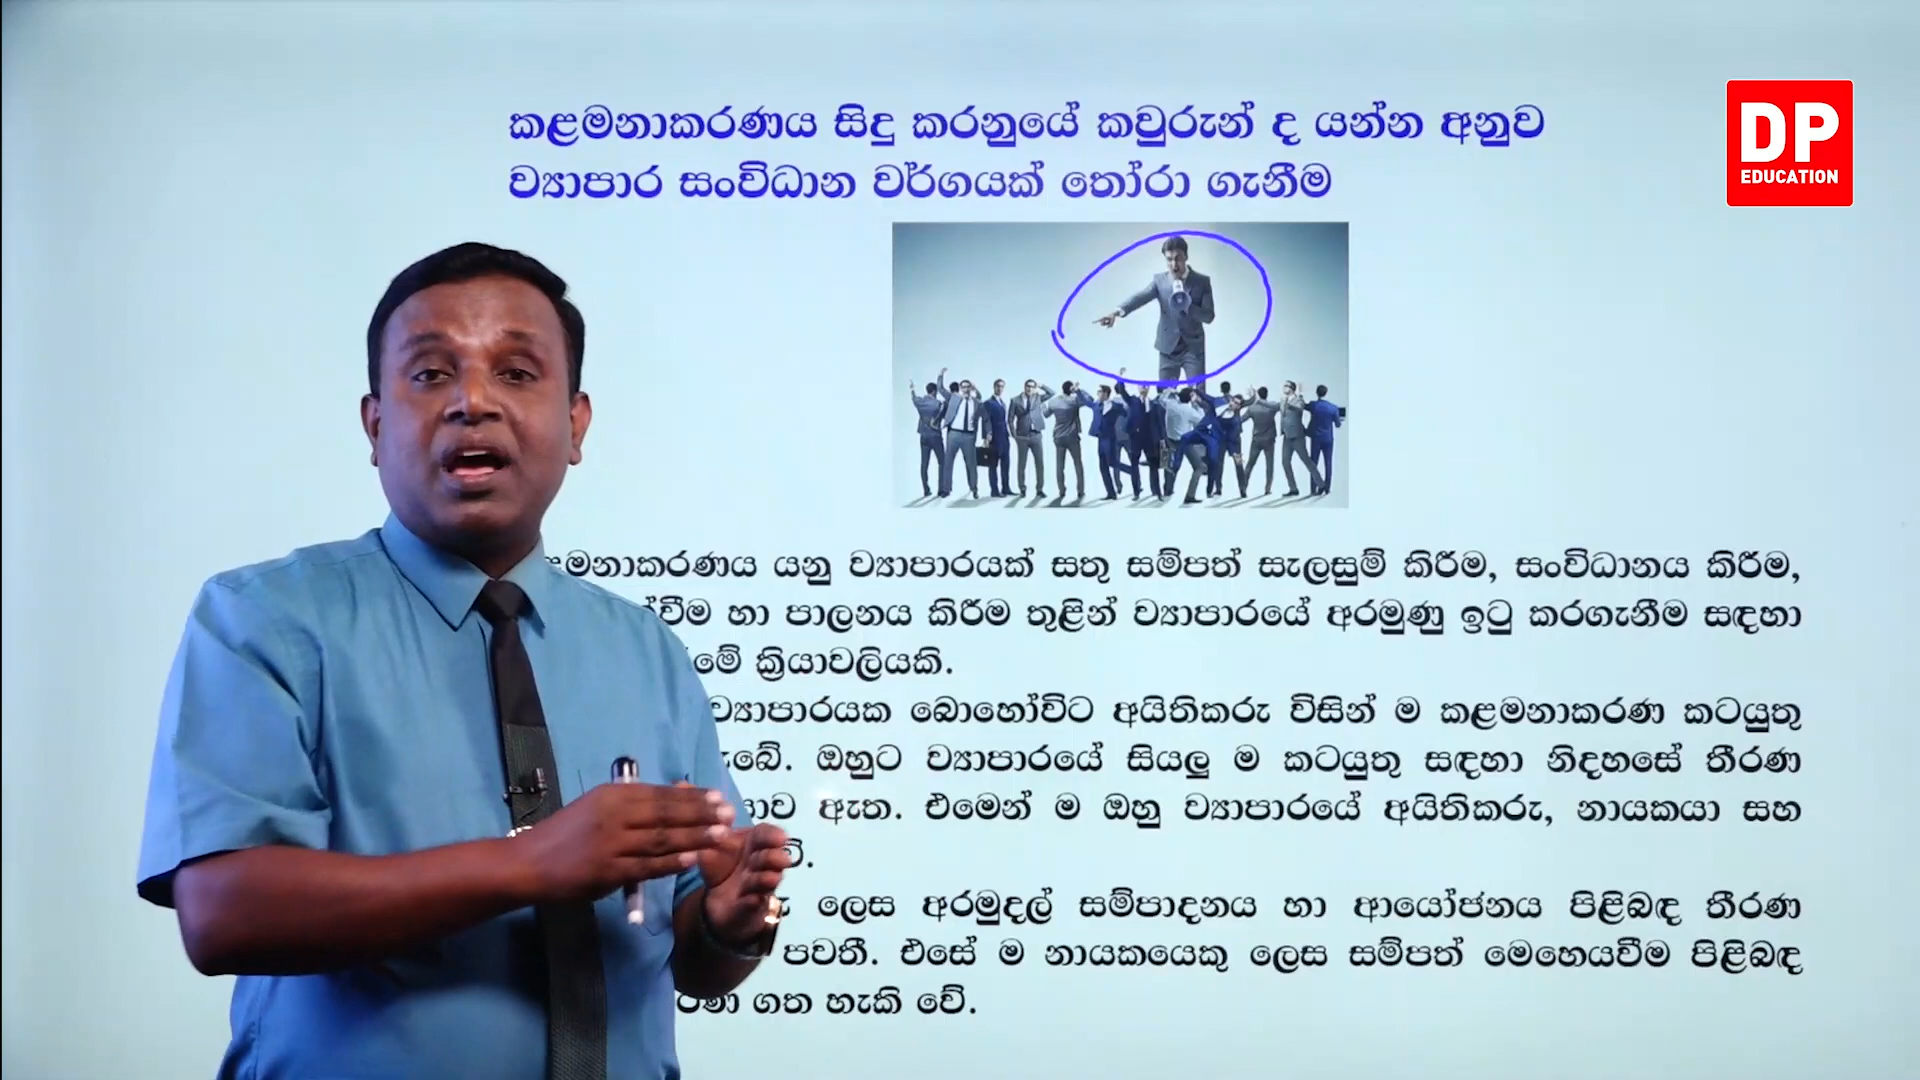 කළමනාකරණය සිදු කරනුයේ කවුරුන් ද යන්න අනුව
ව්‍යාපාර සංවිධාන වර්ගයක් තෝරා ගැනීම
DP
EDUCATION
යනු ව්‍යාපාරයක් සතු සම්පත් සැලසුම් කිරීම, සංවිධානය කිරීම,
හා පාලනය කිරීම තුළින් ව්‍යාපාරයේ අරමුණු ඉටු කරගැනීම සඳහා
ක්‍රියාවලියකි.
ව්‍යාපාරයක බොහෝවිට අයිතිකරු විසින් ම කළමනාකරණ කටයුතු
ඔහුට ව්‍යාපාරයේ සියලු ම කටයුතු සඳහා නිදහසේ තීරණ
ඇත. එමෙන් ම ඔහු ව්‍යාපාරයේ අයිතිකරු, නායකයා සහ
ලෙස අරමුදල් සම්පාදනය හා ආයෝජනය පිළිබඳ තීරණ
පවතී. එසේ ම නායකයෙකු ලෙස සම්පත් මෙහෙයවීම පිළිබඳ
ගත හැකි වේ.